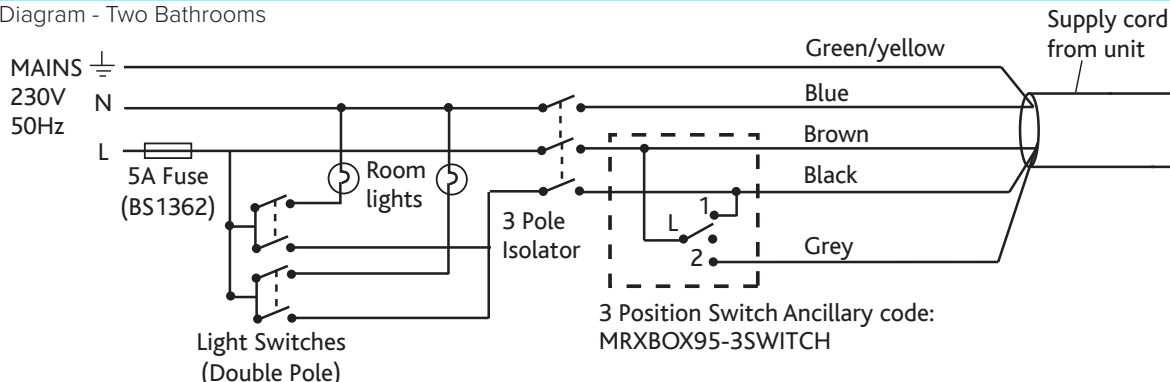 Diagram - Two Bathrooms
Supply cord
from unit
Green/yellow
MAINS
230V
50Hz
N
Blue
Brown
L
5A Fuse
(BS1362)
Room
lights
Black
3 Pole
Isolator
L
1
2
Grey
3 Position Switch Ancillary code:
MRXBOX95-3SWITCH
Light Switches
(Double Pole)